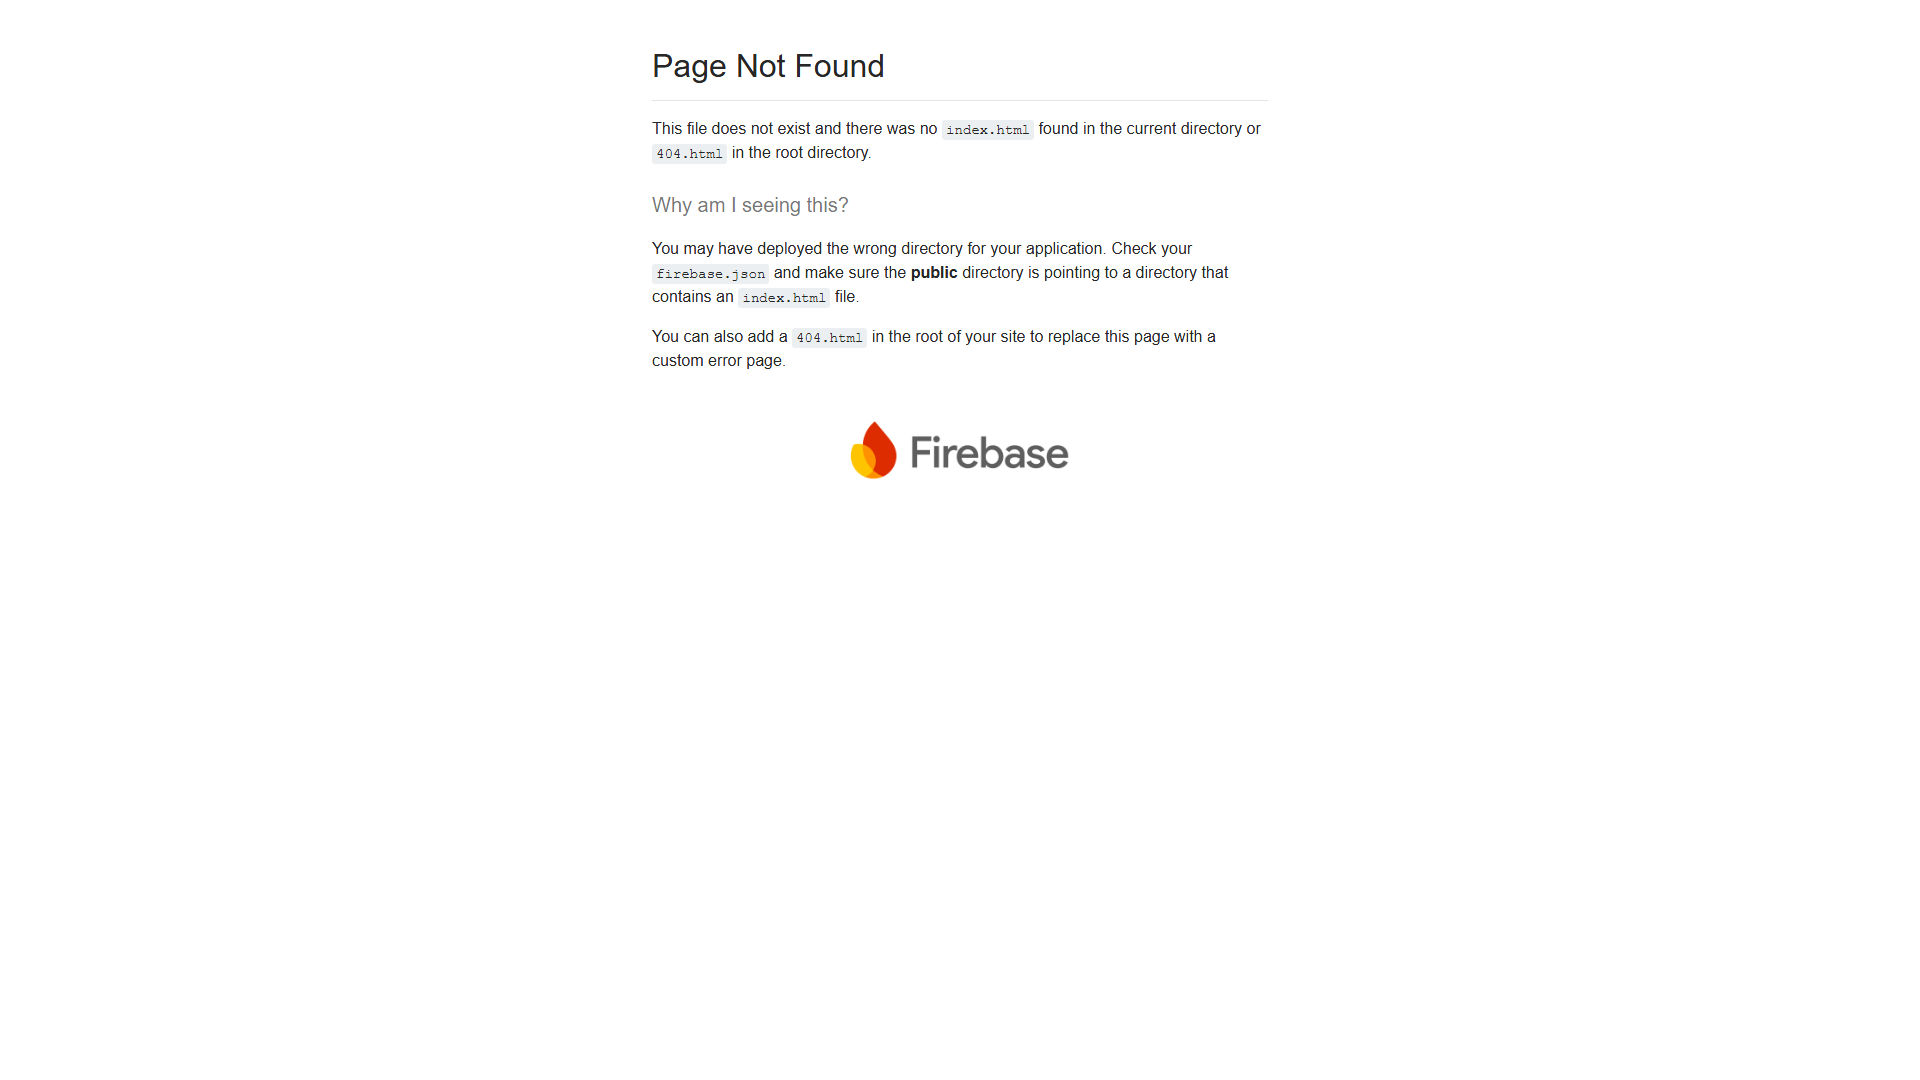 Page Not Found
This file does not exist and there was no index.html found in the current directory or
404.html in the root directory.
Why am I seeing this?
You may have deployed the wrong directory for your application. Check your
firebase.json and make sure the public directory is pointing to a directory that
contains an index.html file.
You can also add a 404.html in the root of your site to replace this page with a
custom error page.
Firebase